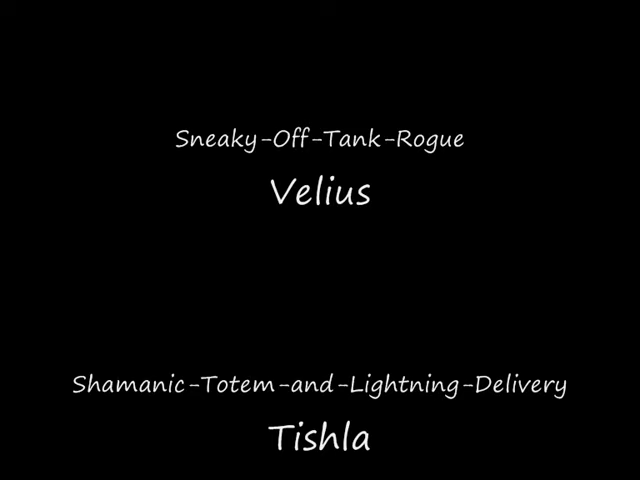 Sneaky-Off-Tank-Rogue
Velius
Shamanic-Totem-and-Lightning-Delivery
Tishla